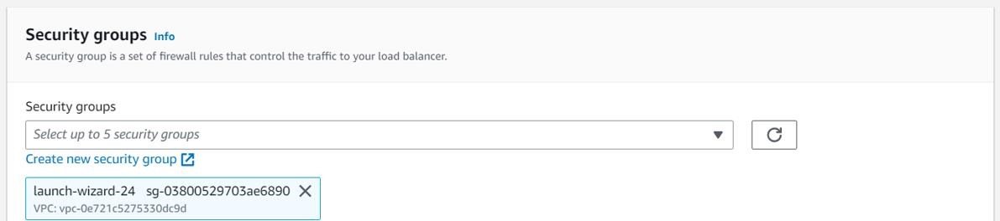 Security groups Info
A security group is a set of firewall rules that control the traffic to your load balancer.
Security groups
Select up to 5 security groups
Create new security group
launch-wizard-24 sg-03800529703ae6890
VPC: vpc-0e721c5275330dc9d